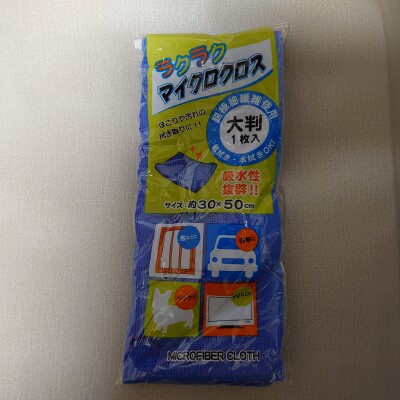 ラクラク
マイクロクロス
ほこりや汚れの
拭き取りに!!
超極細繊維使用
大判
1枚入
乾拭き・水拭きOK!
吸水性
抜群!!
サイズ 約30×50cm
MICROFIBER CLOTH